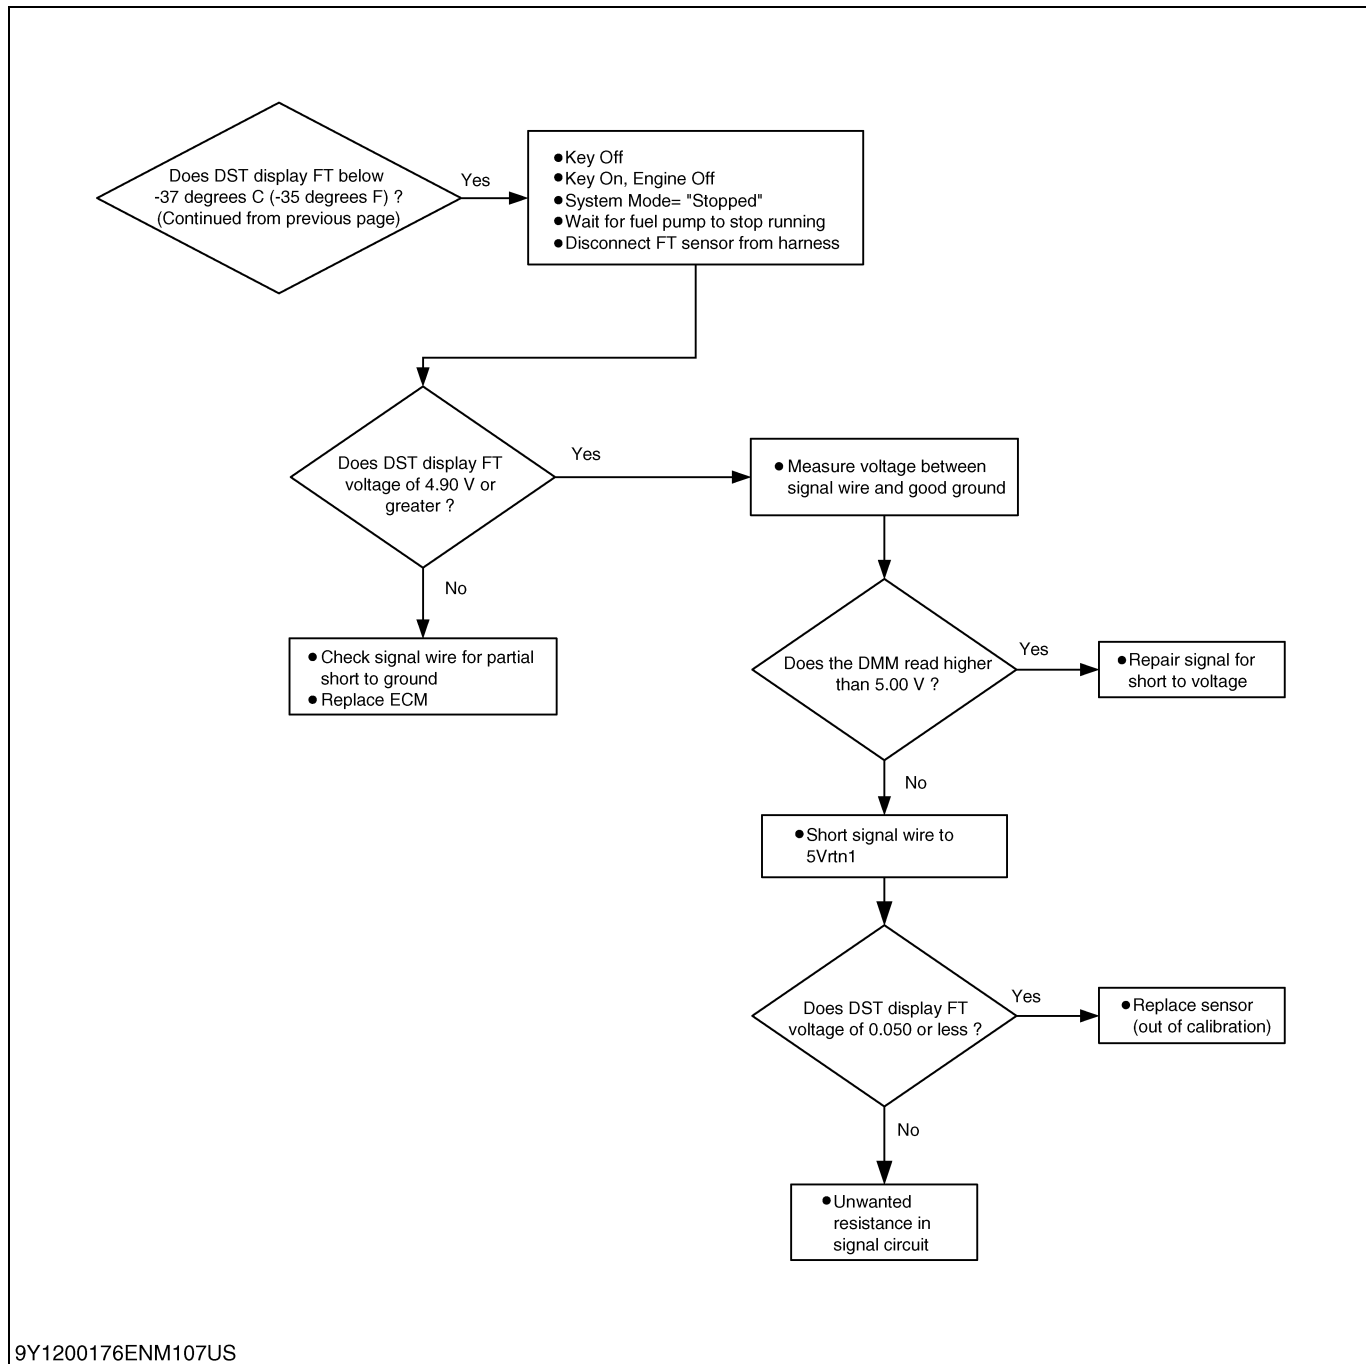 Does DST display FT below
-37 degrees C (-35 degrees F) ?
(Continued from previous page)
Yes
●Key Off
●Key On, Engine Off
●System Mode= "Stopped"
●Wait for fuel pump to stop running
●Disconnect FT sensor from harness
Does DST display FT
voltage of 4.90 V or
greater ?
Yes
● Measure voltage between
signal wire and good ground
No
● Check signal wire for partial
short to ground
● Replace ECM
Does the DMM read higher
than 5.00 V ?
Yes
● Repair signal for
short to voltage
No
●Short signal wire to
5Vrtn1
Does DST display FT
voltage of 0.050 or less ?
Yes
● Replace sensor
(out of calibration)
No
●Unwanted
resistance in
signal circuit
9Y1200176ENM107US